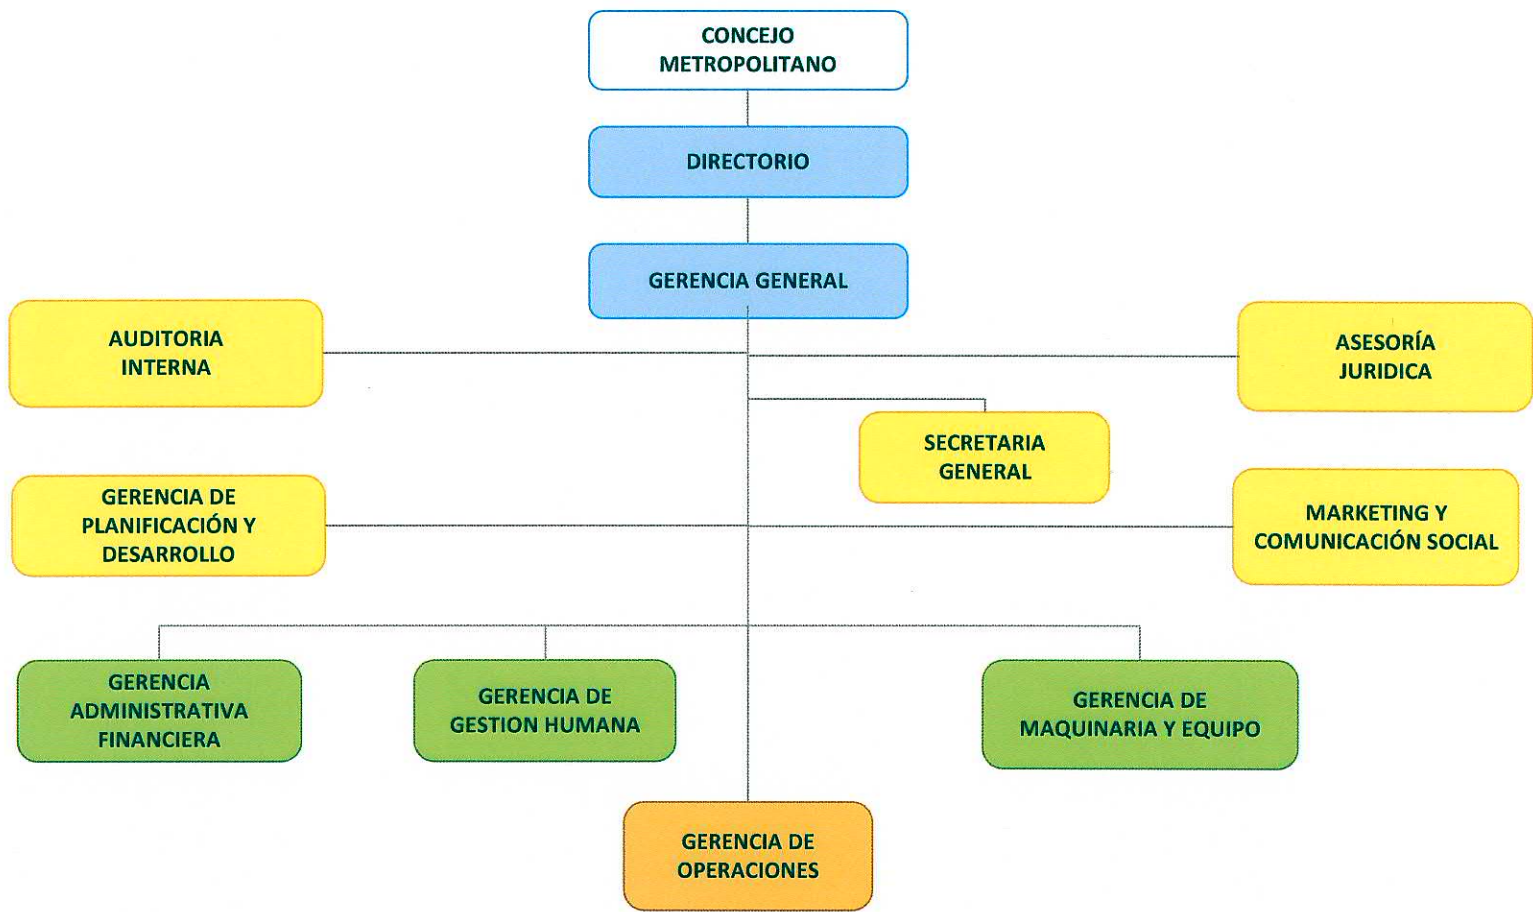 CONCEJO
METROPOLITANO
DIRECTORIO
GERENCIA GENERAL
AUDITORIA
INTERNA
ASESORÍA
JURIDICA
SECRETARIA
GENERAL
GERENCIA DE
PLANIFICACIÓN Y
DESARROLLO
MARKETING Y
COMUNICACIÓN SOCIAL
GERENCIA
ADMINISTRATIVA
FINANCIERA
GERENCIA DE
GESTION HUMANA
GERENCIA DE
MAQUINARIA Y EQUIPO
GERENCIA DE
OPERACIONES